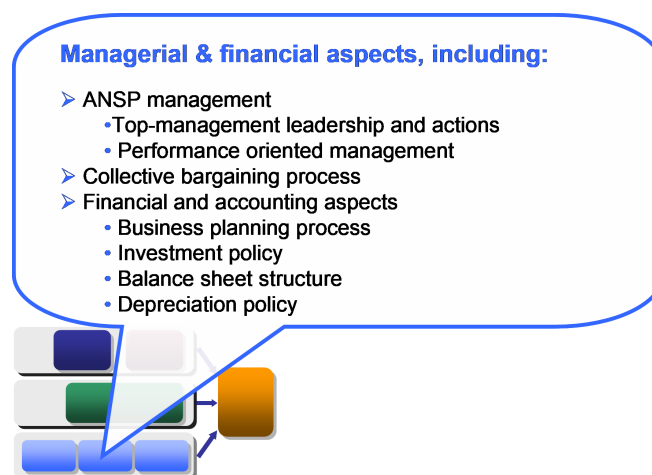 Managerial & financial aspects, including:
➢ ANSP management
•Top-management leadership and actions
• Performance oriented management
➢ Collective bargaining process
➢ Financial and accounting aspects
• Business planning process
• Investment policy
• Balance sheet structure
• Depreciation policy